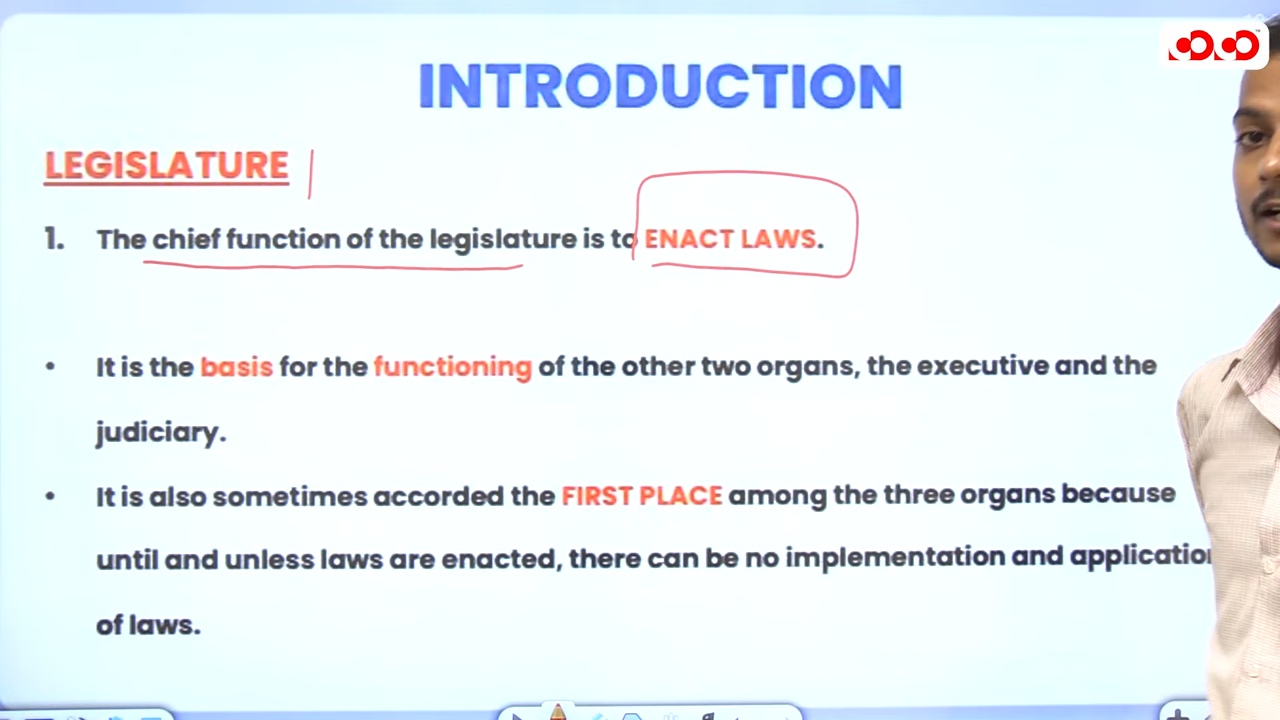 INTRODUCTION
LEGISLATURE
1. The chief function of the legislature is to ENACT LAWS.
• It is the basis for the functioning of the other two organs, the executive and the
judiciary.
• It is also sometimes accorded the FIRST PLACE among the three organs because
until and unless laws are enacted, there can be no implementation and application
of laws.